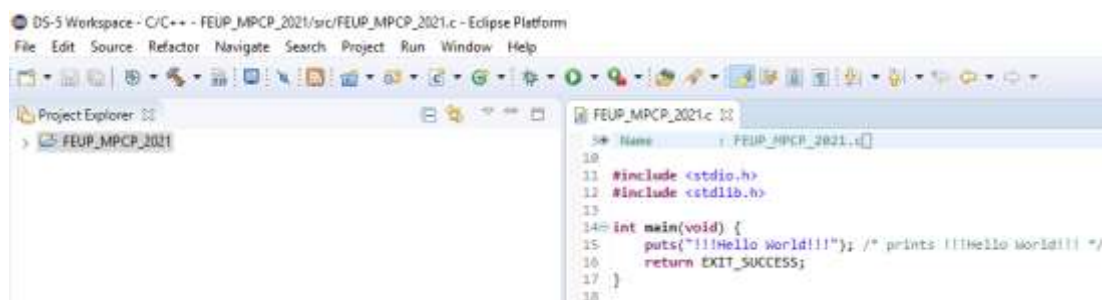 DS-5 Workspace - C/C++ - FEUP_MPCP_2021/src/FEUP_MPCP_2021.c - Eclipse Platform
File Edit Source Refactor Navigate Search Project Run Window Help
Project Explorer
FEUP_MPCP_2021.c
FEUP_MPCP_2021
Name : FEUP_MPCP_2021.c
10
11 #include <stdio.h>
12 #include <stdlib.h>
13
14 int main(void) {
15 puts("!!!Hello World!!!"); /* prints !!!Hello World!!! */
16 return EXIT_SUCCESS;
17 }
18